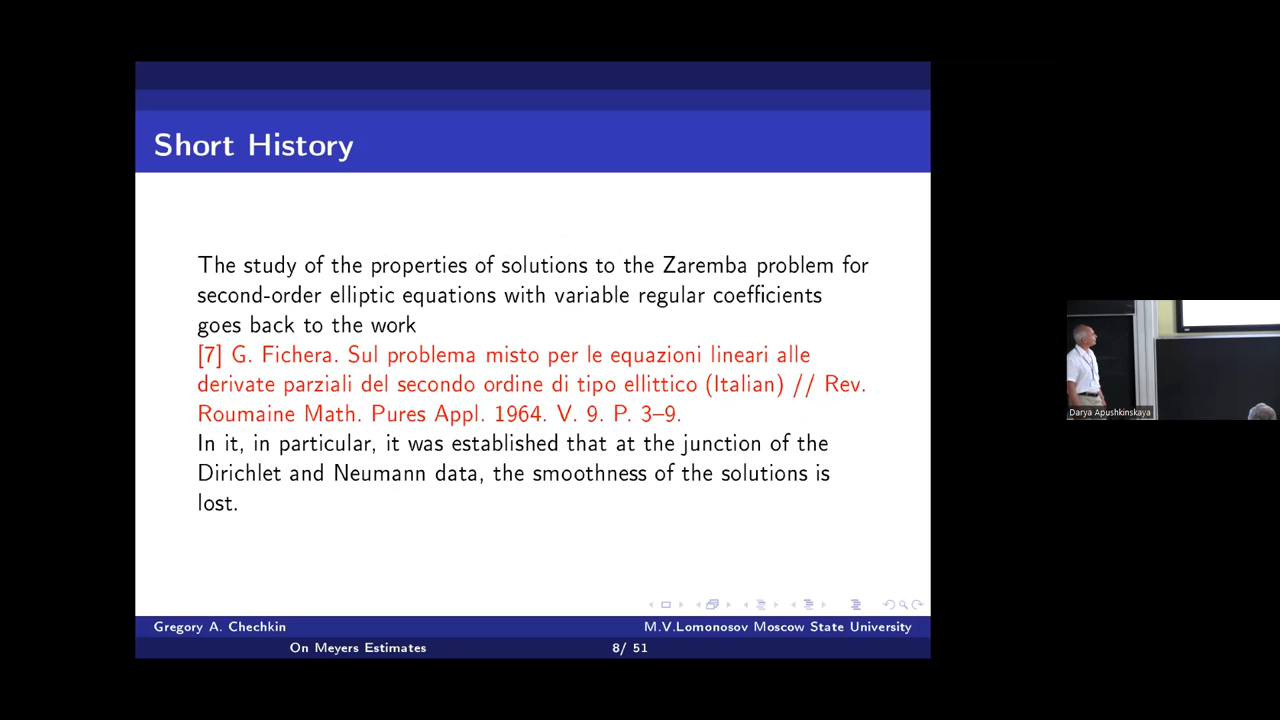 Short History
The study of the properties of solutions to the Zaremba problem for
second-order elliptic equations with variable regular coefficients
goes back to the work
[7] G. Fichera. Sul problema misto per le equazioni lineari alle
derivate parziali del secondo ordine di tipo ellittico (Italian) // Rev.
Roumaine Math. Pures Appl. 1964. V. 9. P. 3–9.
In it, in particular, it was established that at the junction of the
Dirichlet and Neumann data, the smoothness of the solutions is
lost.
Gregory A. Chechkin
M.V.Lomonosov Moscow State University
On Meyers Estimates
8/ 51
Darya Apushkinskaya